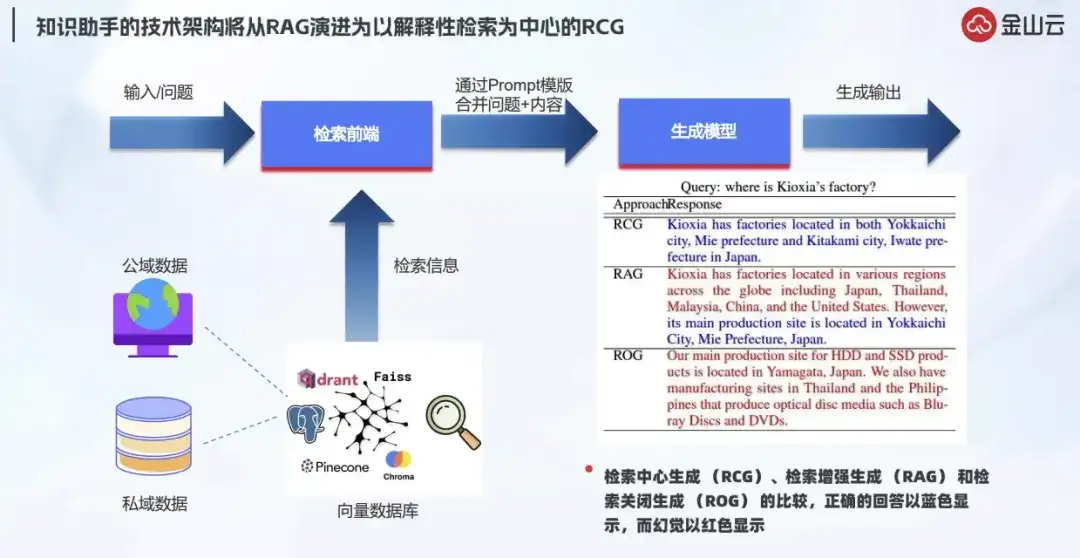 知识助手的技术架构将从RAG演进为以解释性检索为中心的RCG
金山云
输入/问题
检索前端
通过Prompt模版
合并问题+内容
生成模型
生成输出
检索信息
公域数据
私域数据
qdrant
Faiss
Pinecone
Chroma
向量数据库
Query: where is Kioxia's factory?
Approach Response
RCG Kioxia has factories located in both Yokkaichi
city, Mie prefecture and Kitakami city, Iwate pre-
fecture in Japan.
RAG Kioxia has factories located in various regions
across the globe including Japan, Thailand,
Malaysia, China, and the United States. However,
its main production site is located in Yokkaichi
City, Mie Prefecture, Japan.
ROG Our main production site for HDD and SSD prod-
ucts is located in Yamagata, Japan. We also have
manufacturing sites in Thailand and the Philip-
pines that produce optical disc media such as Blu-
ray Discs and DVDs.
检索中心生成 （RCG）、检索增强生成 （RAG） 和检
索关闭生成 （ROG） 的比较，正确的回答以蓝色显
示，而幻觉以红色显示